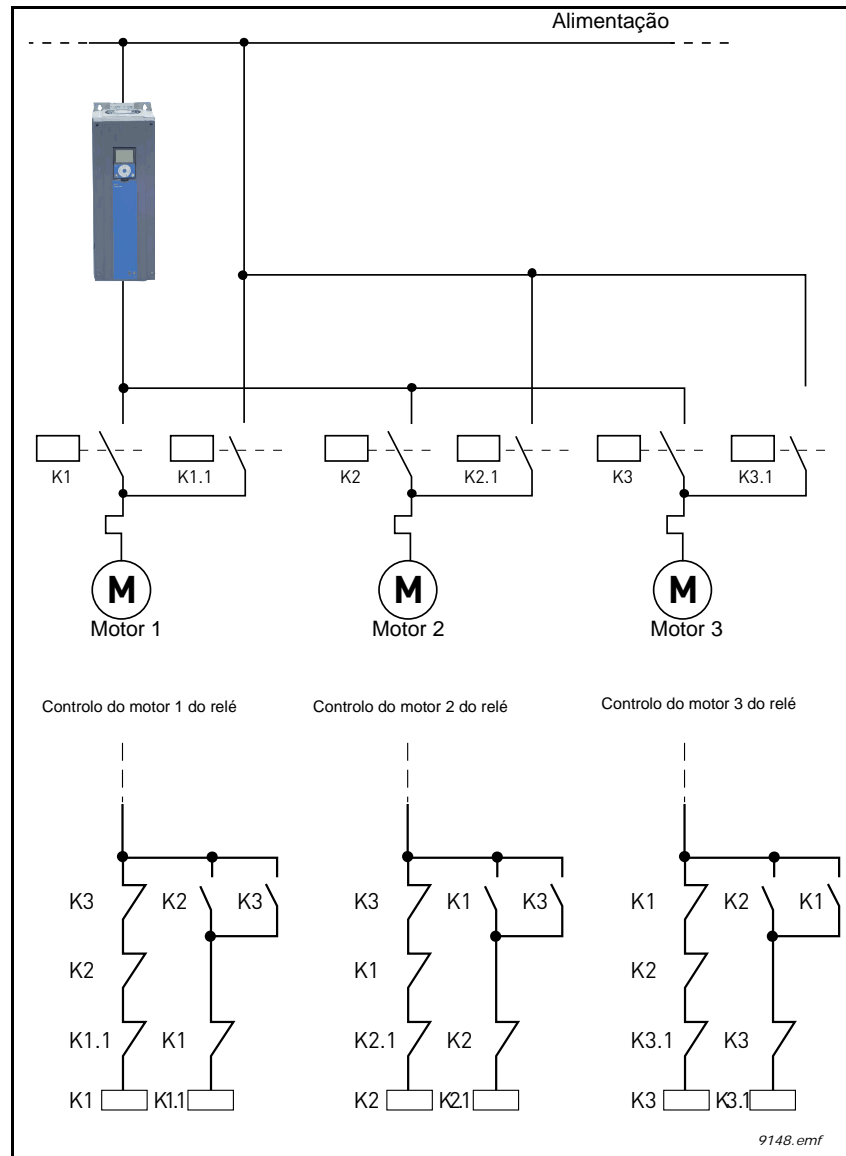 Alimentação
K1 K1.1 K2 K2.1 K3 K3.1
M M M
Motor 1 Motor 2 Motor 3
Controlo do motor 1 do relé Controlo do motor 2 do relé Controlo do motor 3 do relé
K3 K2 K3 K3 K1 K3 K1 K2 K1
K2 K1 K2
K1.1 K1 K2.1 K2 K3.1 K3
K1 K1.1 K2 K2.1 K3 K3.1
9148.emf